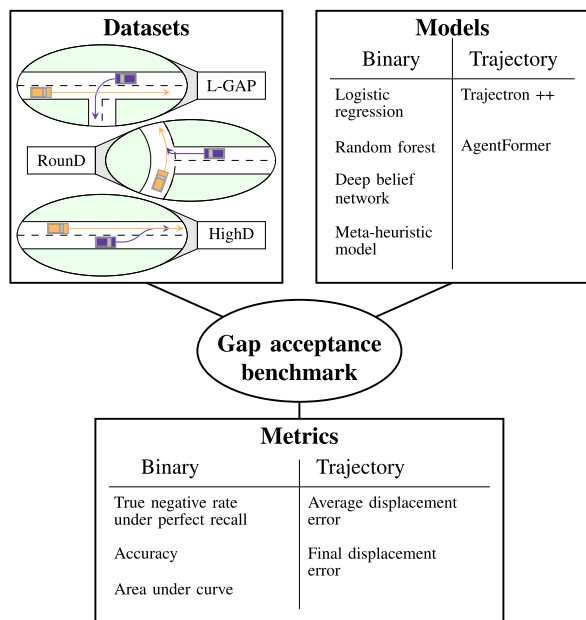 Datasets
L-GAP
RounD
HighD
Models
Binary
Trajectory
Logistic
regression
Trajectron ++
Random forest
AgentFormer
Deep belief
network
Meta-heuristic
model
Gap acceptance
benchmark
Metrics
Binary
Trajectory
True negative rate
under perfect recall
Average displacement
error
Accuracy
Final displacement
error
Area under curve